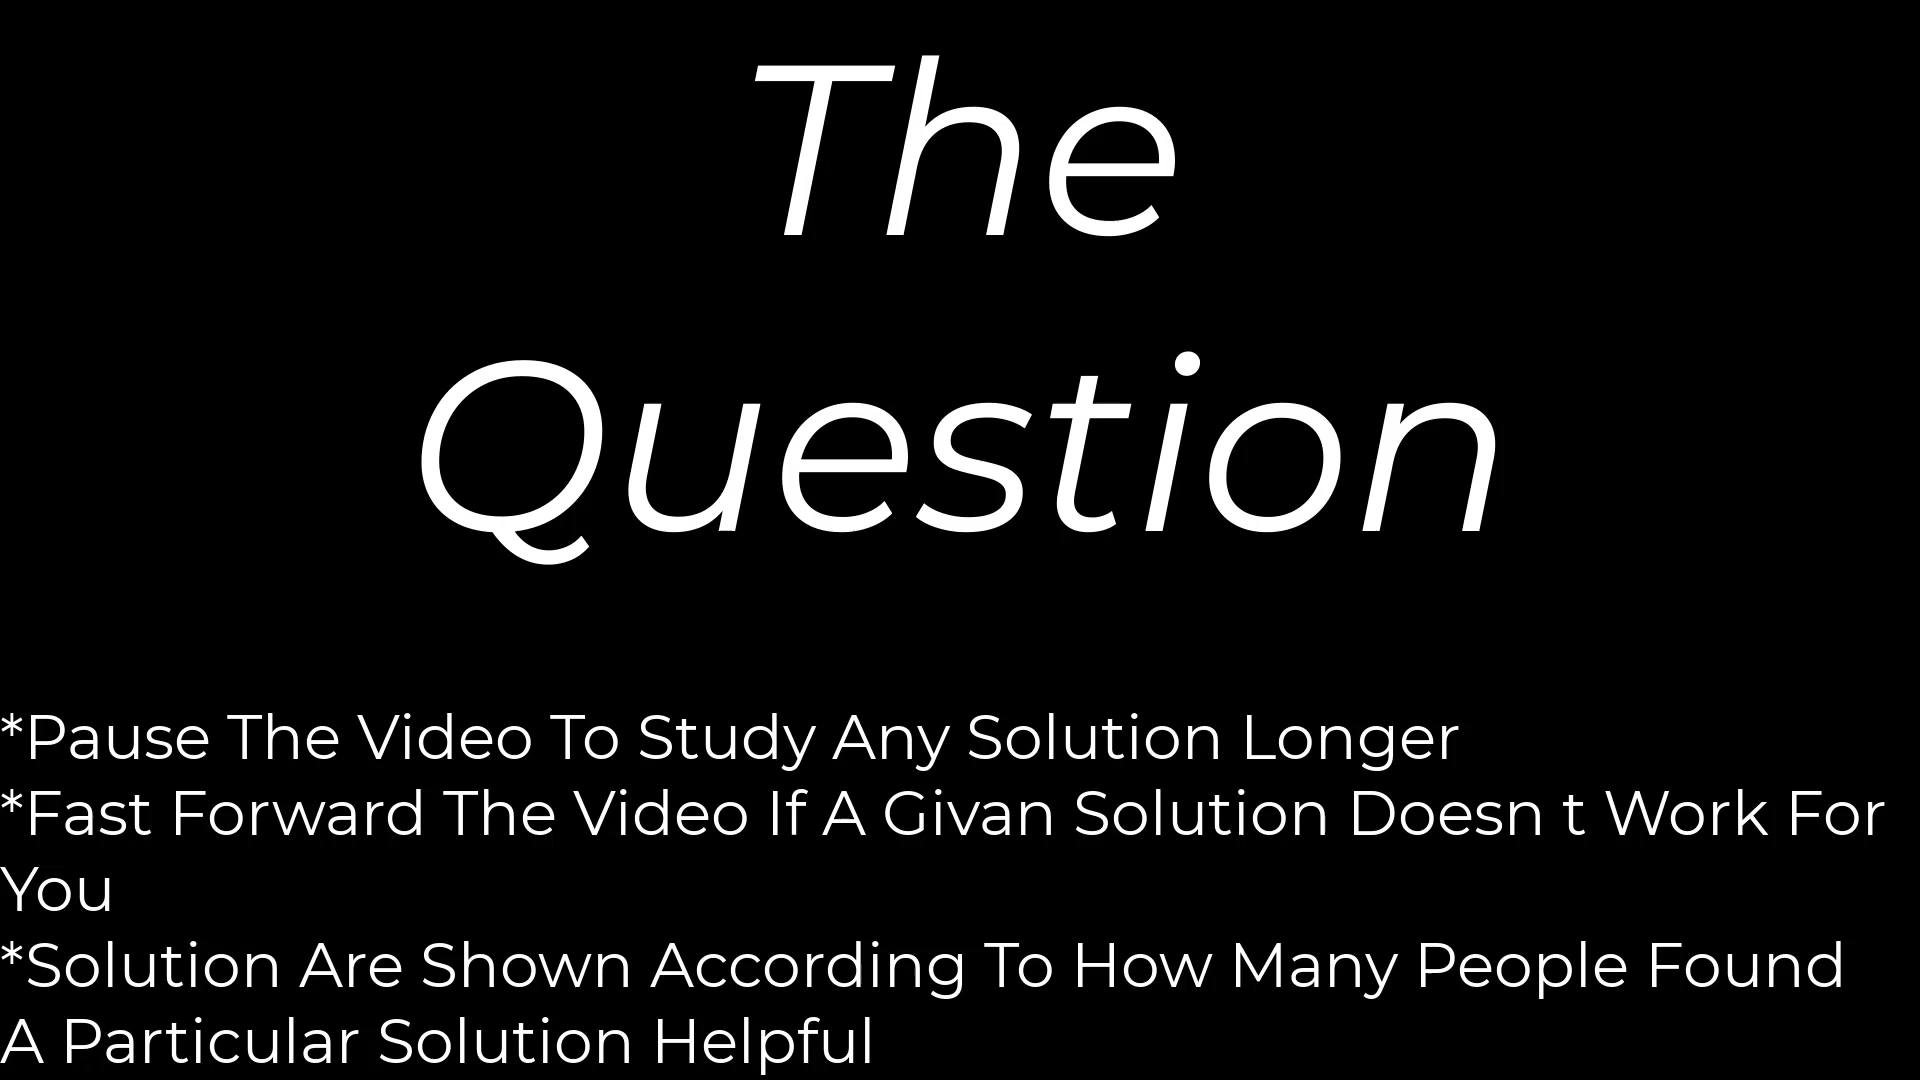 The
Question
*Pause The Video To Study Any Solution Longer
*Fast Forward The Video If A Givan Solution Doesn t Work For
You
*Solution Are Shown According To How Many People Found
A Particular Solution Helpful